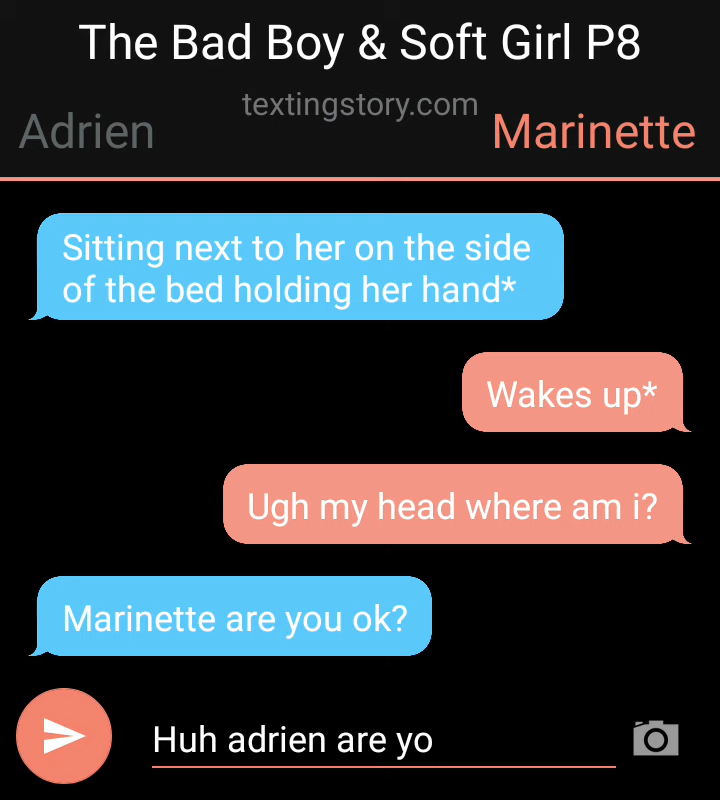 The Bad Boy & Soft Girl P8
textingstory.com
Adrien
Marinette
Sitting next to her on the side
of the bed holding her hand*
Wakes up*
Ugh my head where am i?
Marinette are you ok?
Huh adrien are yo